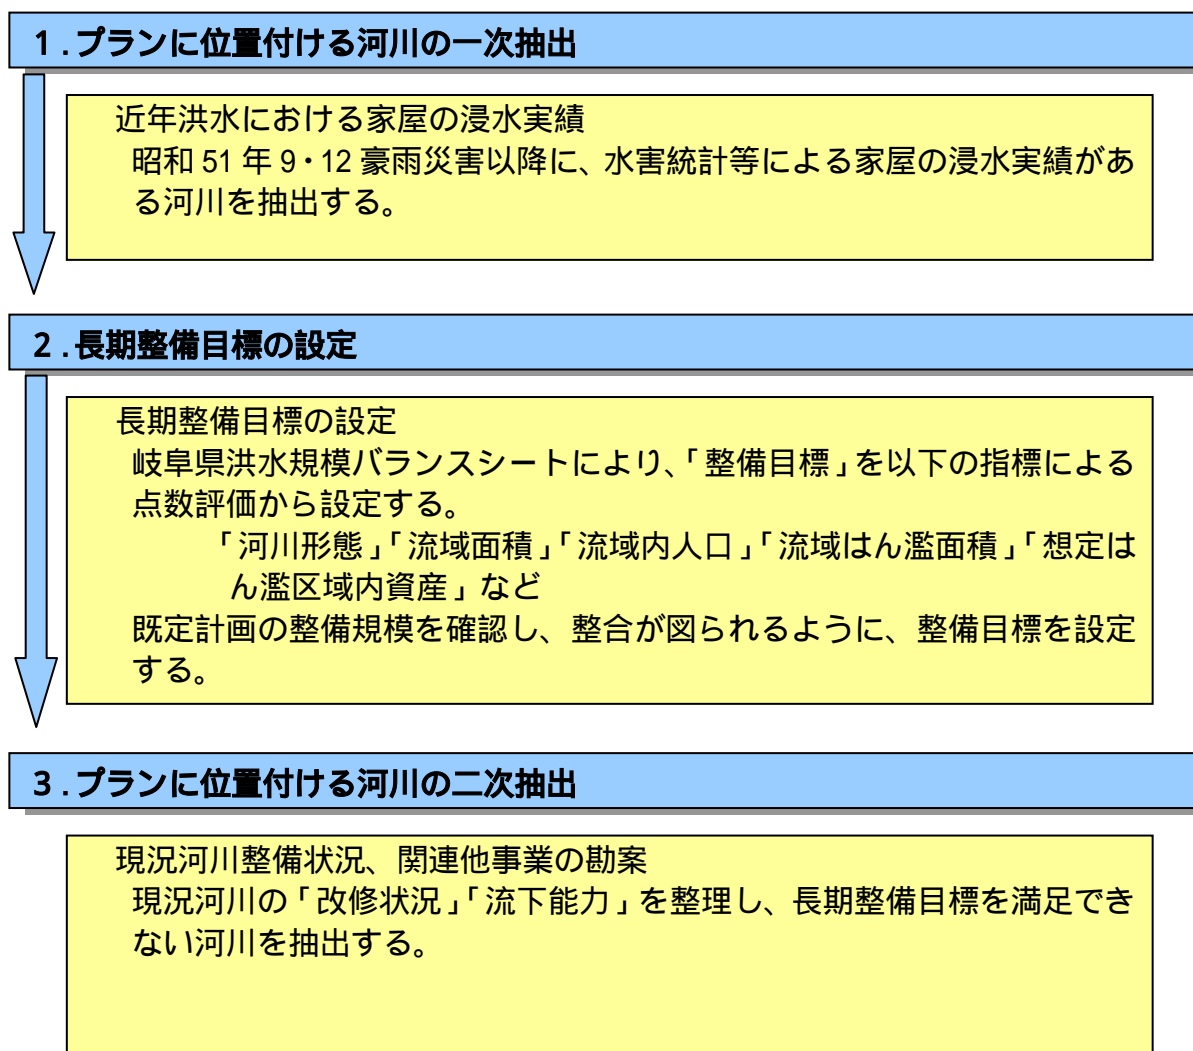 １.プランに位置付ける河川の一次抽出
近年洪水における家屋の浸水実績
昭和 51 年 9・12 豪雨災害以降に、水害統計等による家屋の浸水実績があ
る河川を抽出する。
２.長期整備目標の設定
長期整備目標の設定
岐阜県洪水規模バランスシートにより、「整備目標」を以下の指標による
点数評価から設定する。
「河川形態」「流域面積」「流域内人口」「流域はん濫面積」「想定は
ん濫区域内資産」など
既定計画の整備規模を確認し、整合が図られるように、整備目標を設定
する。
３.プランに位置付ける河川の二次抽出
現況河川整備状況、関連他事業の勘案
現況河川の「改修状況」「流下能力」を整理し、長期整備目標を満足でき
ない河川を抽出する。